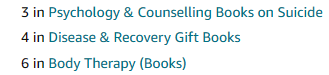 3 in Psychology & Counselling Books on Suicide
4 in Disease & Recovery Gift Books
6 in Body Therapy (Books)